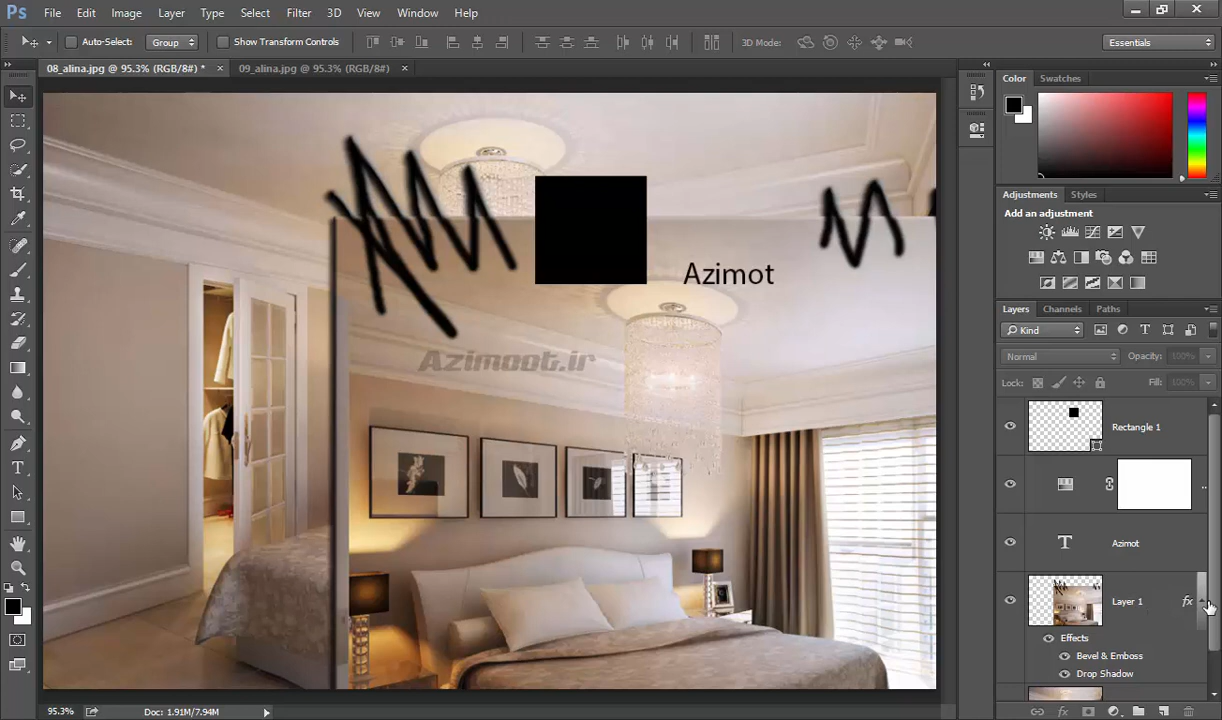 Ps File Edit Image Layer Type Select Filter 3D View Window Help
Auto-Select: Group Show Transform Controls 3D Mode: Essentials
08_alina.jpg @ 95.3% (RGB/8#) * × 09_alina.jpg @ 95.3% (RGB/8#) ×
Color Swatches
Adjustments Styles
Add an adjustment
Layers Channels Paths
Kind
Normal Opacity: 100%
Lock: Fill: 100%
Rectangle 1
Azimot
Azimoot.ir
T Azimot
Layer 1 fx
Effects
Bevel & Emboss
Drop Shadow
95.3% Doc: 1.91M/7.94M